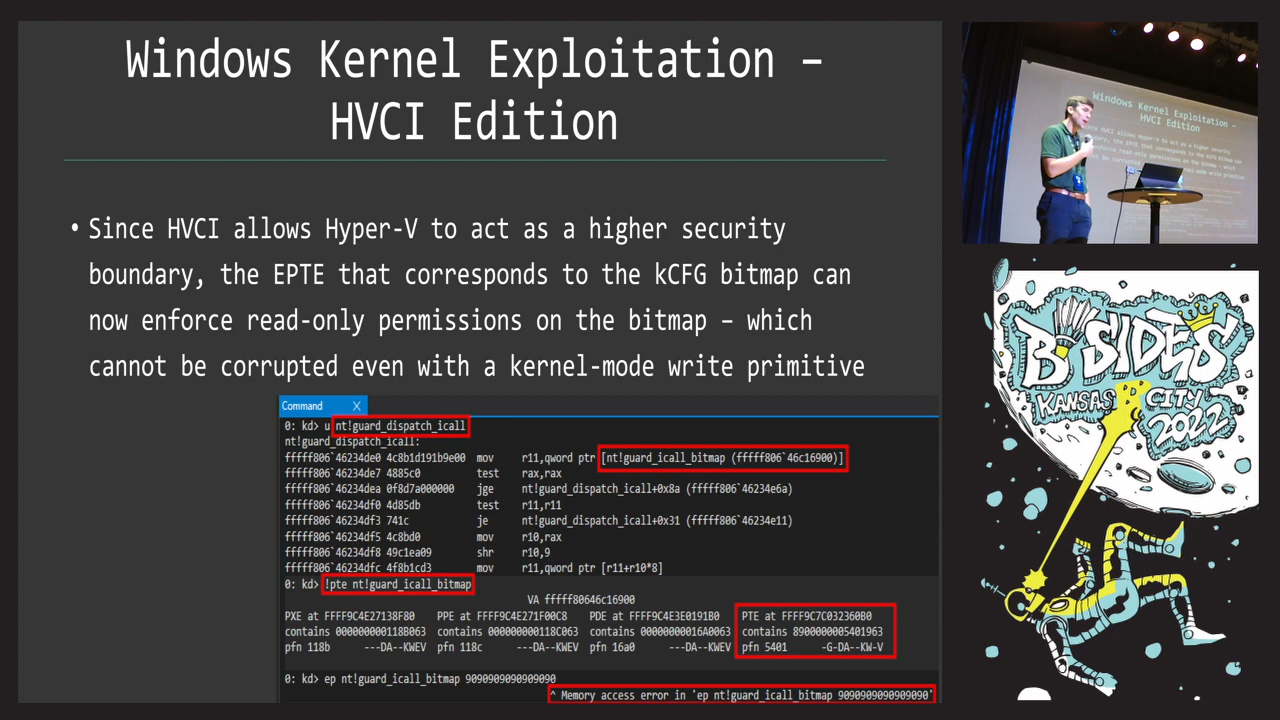 Windows Kernel Exploitation –
HVCI Edition
• Since HVCI allows Hyper-V to act as a higher security
boundary, the EPTE that corresponds to the kCFG bitmap can
now enforce read-only permissions on the bitmap – which
cannot be corrupted even with a kernel-mode write primitive
Command X
0: kd> u nt!guard_dispatch_icall
nt!guard_dispatch_icall:
fffff806`46234de0 4c8b1d191b9e00 mov r11,qword ptr [nt!guard_icall_bitmap (fffff806`46c16900)]
fffff806`46234de7 4885c0 test rax,rax
fffff806`46234dea 0f8d7a000000 jge nt!guard_dispatch_icall+0x8a (fffff806`46234e6a)
fffff806`46234df0 4d85db test r11,r11
fffff806`46234df3 741c je nt!guard_dispatch_icall+0x31 (fffff806`46234e11)
fffff806`46234df5 4c8bd0 mov r10,rax
fffff806`46234df8 49c1ea09 shr r10,9
fffff806`46234dfc 4f8b1cd3 mov r11,qword ptr [r11+r10*8]
0: kd> !pte nt!guard_icall_bitmap
VA fffff80646c16900
PXE at FFFF9C4E27138F80 PPE at FFFF9C4E271F00C8 PDE at FFFF9C4E3E0191B0 PTE at FFFF9C7C032360B0
contains 000000000118B063 contains 000000000118C063 contains 00000000016A0063 contains 8900000005401963
pfn 118b ---DA--KWEV pfn 118c ---DA--KWEV pfn 16a0 ---DA--KWEV pfn 5401 -G-DA--KW-V
0: kd> ep nt!guard_icall_bitmap 9090909090909090
^ Memory access error in 'ep nt!guard_icall_bitmap 9090909090909090'
Windows Kernel Exploitation –
HVCI Edition
BSIDES
KANSAS CITY
2022